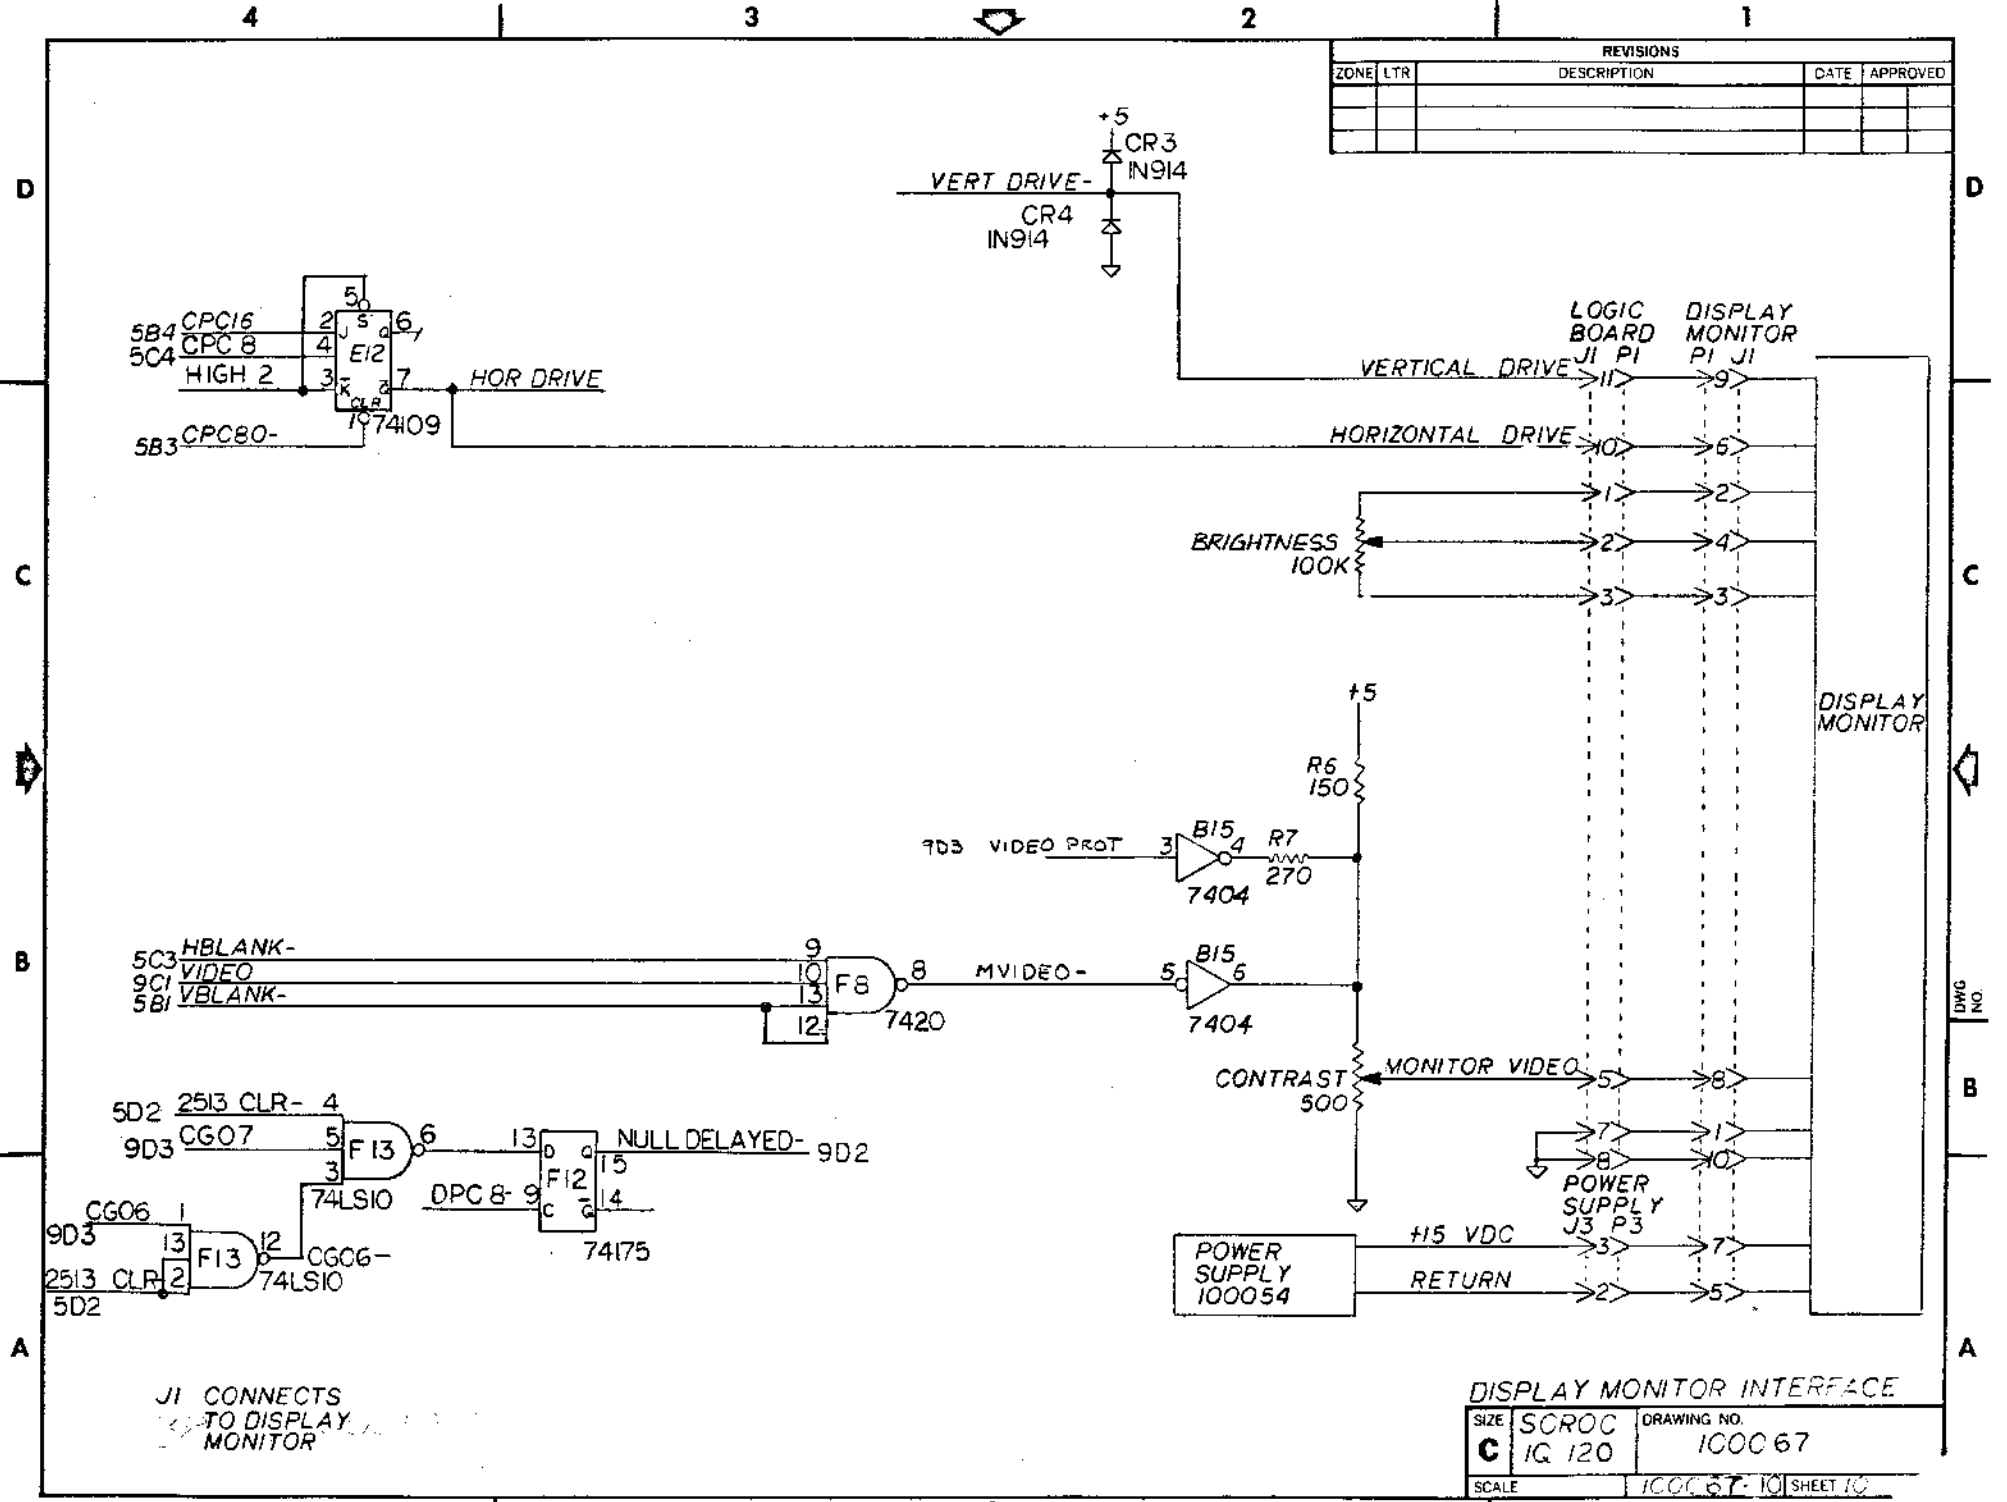 4 3 2 1
REVISIONS
ZONE LTR DESCRIPTION DATE APPROVED
D D
+5
CR3
IN914
VERT DRIVE-
CR4
IN914
5
5B4 CPC16 2 J S Q 6
5C4 CPC 8 4 E12
HIGH 2 3 K Q 7 HOR DRIVE
CLR
1 74109
5B3 CPC80-
LOGIC BOARD
DISPLAY MONITOR
J1 P1 P1 J1
VERTICAL DRIVE 11 9
HORIZONTAL DRIVE 10 6
1 2
BRIGHTNESS 2 4
100K
3 3
C C
DISPLAY
MONITOR
+5
R6
150
9D3 VIDEO PROT 3 B15 4 R7
270
7404
B B
5C3 HBLANK- 9
9C1 VIDEO 10
5B1 VBLANK- 13
12
F8 8 MVIDEO- 5 B15 6
7420
7404
DWG NO.
CONTRAST MONITOR VIDEO 5 8
500
7 1
8 10
5D2 2513 CLR- 4
9D3 CG07 5 F13 6
3
74LS10
13 D Q 15 NULL DELAYED- 9D2
F12
DPC 8- 9 C Q 14
74175
9D3 CG06 1
13 F13 12 CG06-
2513 CLR 2 74LS10
5D2
POWER
SUPPLY
J3 P3
POWER
SUPPLY
100054
+15 VDC 3 7
RETURN 2 5
A A
J1 CONNECTS
TO DISPLAY
MONITOR
DISPLAY MONITOR INTERFACE
SIZE
C
SOROC
IQ 120
DRAWING NO.
100067
SCALE
100067-10 SHEET 10